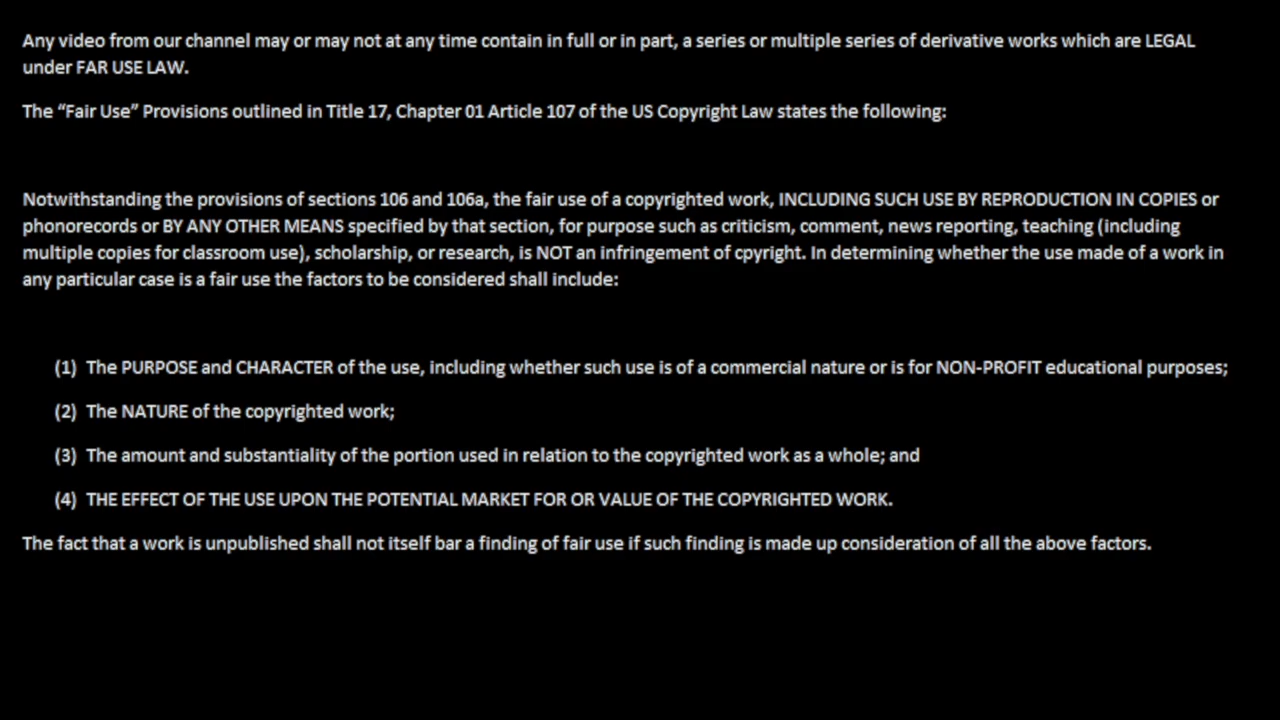 Any video from our channel may or may not at any time contain in full or in part, a series or multiple series of derivative works which are LEGAL
under FAR USE LAW.
The “Fair Use” Provisions outlined in Title 17, Chapter 01 Article 107 of the US Copyright Law states the following:
Notwithstanding the provisions of sections 106 and 106a, the fair use of a copyrighted work, INCLUDING SUCH USE BY REPRODUCTION IN COPIES or
phonorecords or BY ANY OTHER MEANS specified by that section, for purpose such as criticism, comment, news reporting, teaching (including
multiple copies for classroom use), scholarship, or research, is NOT an infringement of cpyright. In determining whether the use made of a work in
any particular case is a fair use the factors to be considered shall include:
(1) The PURPOSE and CHARACTER of the use, including whether such use is of a commercial nature or is for NON-PROFIT educational purposes;
(2) The NATURE of the copyrighted work;
(3) The amount and substantiality of the portion used in relation to the copyrighted work as a whole; and
(4) THE EFFECT OF THE USE UPON THE POTENTIAL MARKET FOR OR VALUE OF THE COPYRIGHTED WORK.
The fact that a work is unpublished shall not itself bar a finding of fair use if such finding is made up consideration of all the above factors.